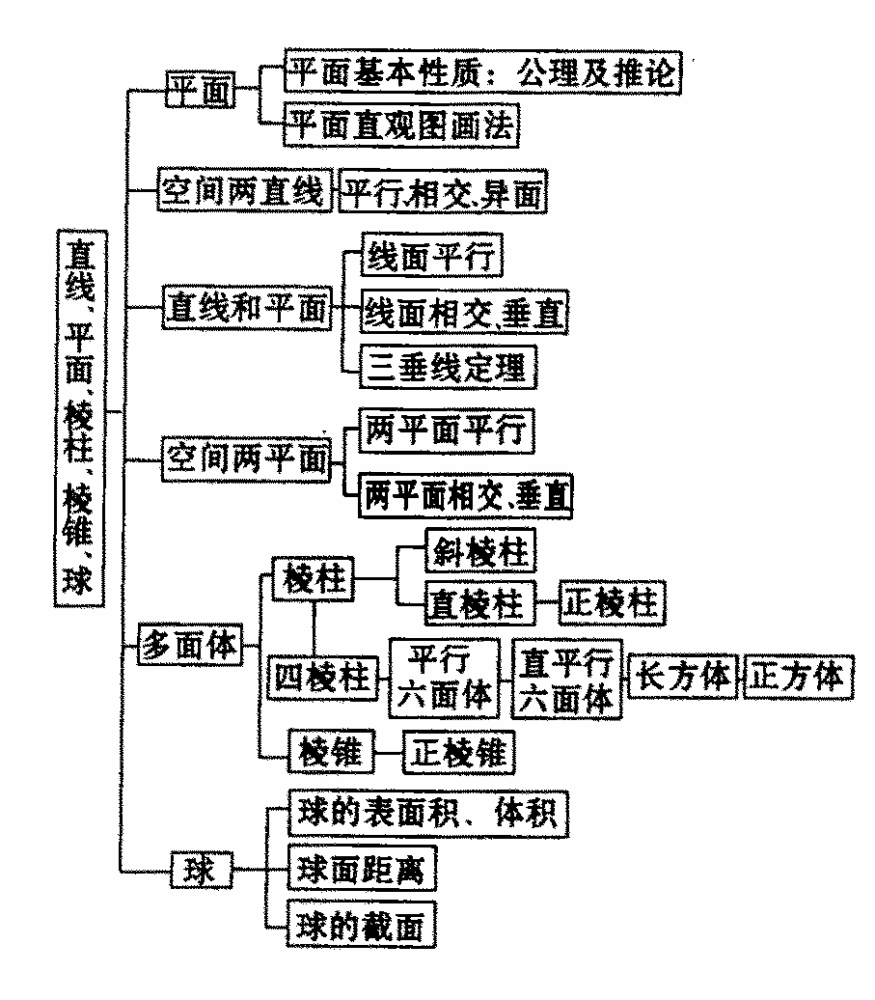 直线、平面、棱柱、棱锥、球
平面
平面基本性质：公理及推论
平面直观图画法
空间两直线
平行、相交、异面
直线和平面
线面平行
线面相交、垂直
三垂线定理
空间两平面
两平面平行
两平面相交、垂直
多面体
棱柱
斜棱柱
直棱柱
正棱柱
四棱柱
平行
六面体
直平行
六面体
长方体
正方体
棱锥
正棱锥
球
球的表面积、体积
球面距离
球的截面